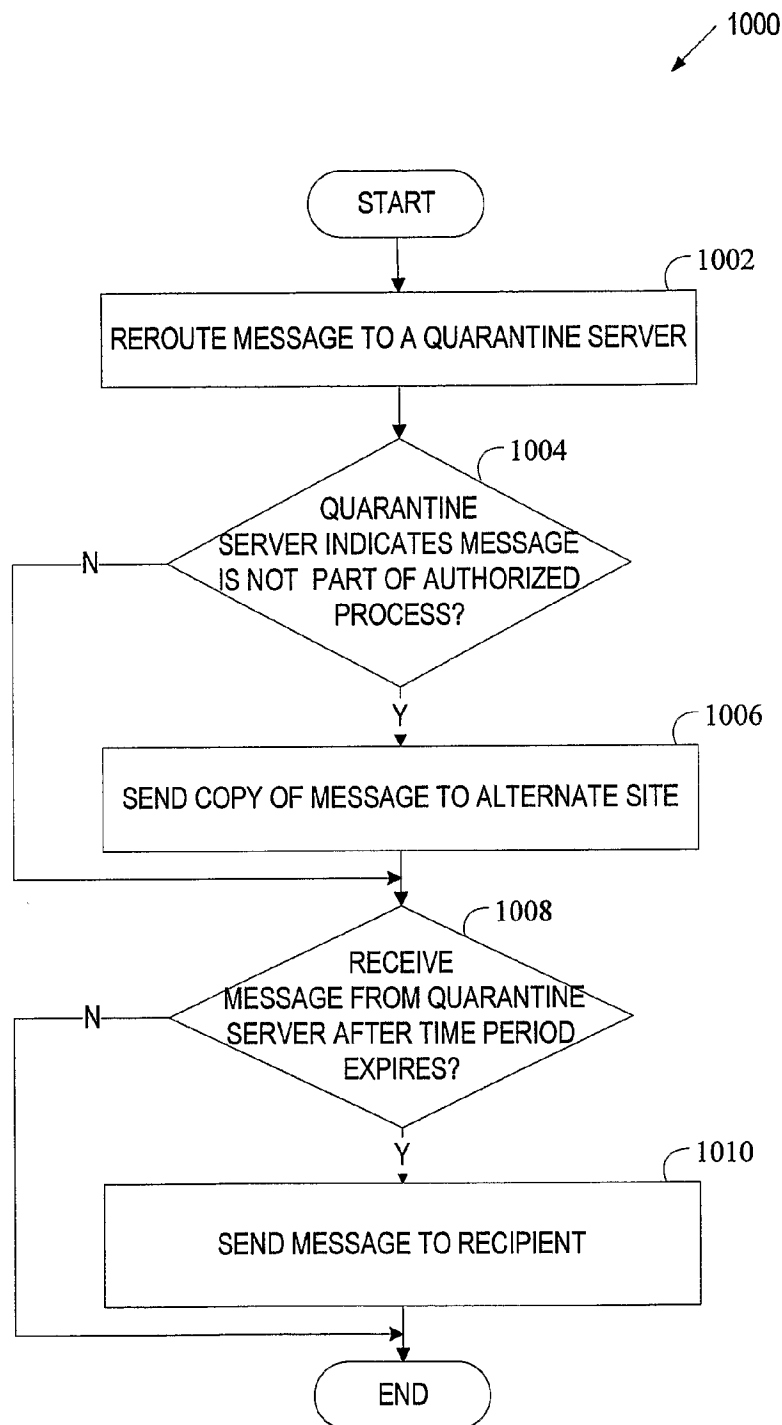 1000
START
1002
REROUTE MESSAGE TO A QUARANTINE SERVER
1004
QUARANTINE
SERVER INDICATES MESSAGE
IS NOT PART OF AUTHORIZED
PROCESS?
N
Y
1006
SEND COPY OF MESSAGE TO ALTERNATE SITE
1008
RECEIVE
MESSAGE FROM QUARANTINE
SERVER AFTER TIME PERIOD
EXPIRES?
N
Y
1010
SEND MESSAGE TO RECIPIENT
END